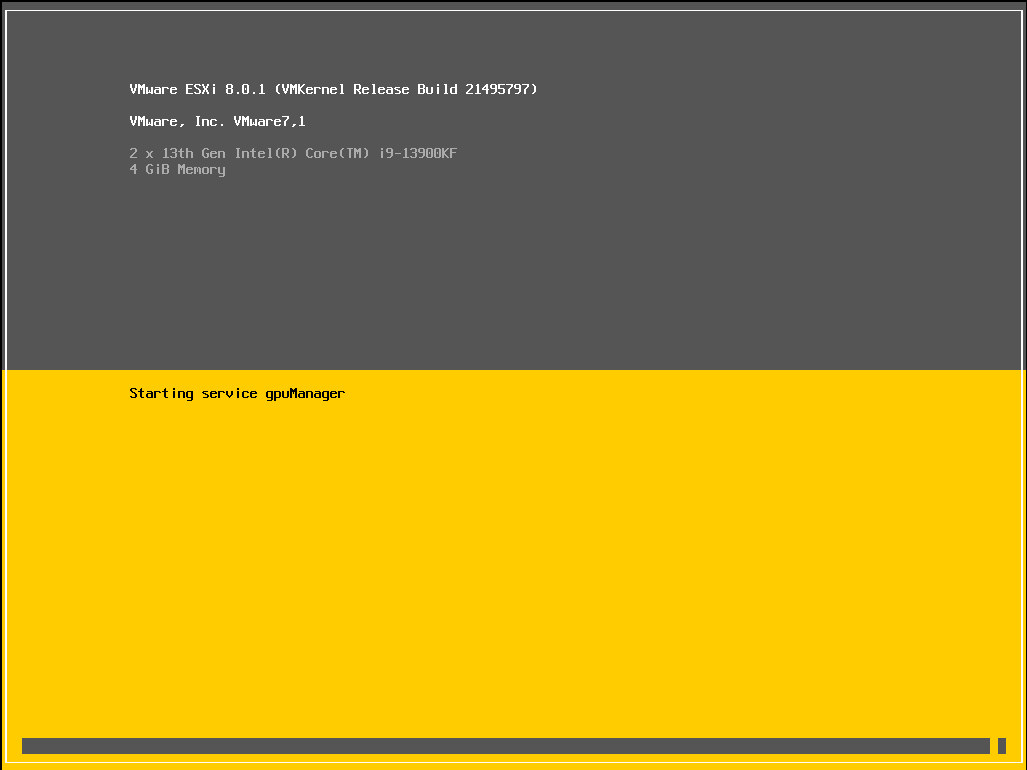 VMware ESXi 8.0.1 (VMKernel Release Build 21495797)
VMware, Inc. VMware7,1
2 x 13th Gen Intel(R) Core(TM) i9-13900KF
4 GiB Memory
Starting service gpuManager